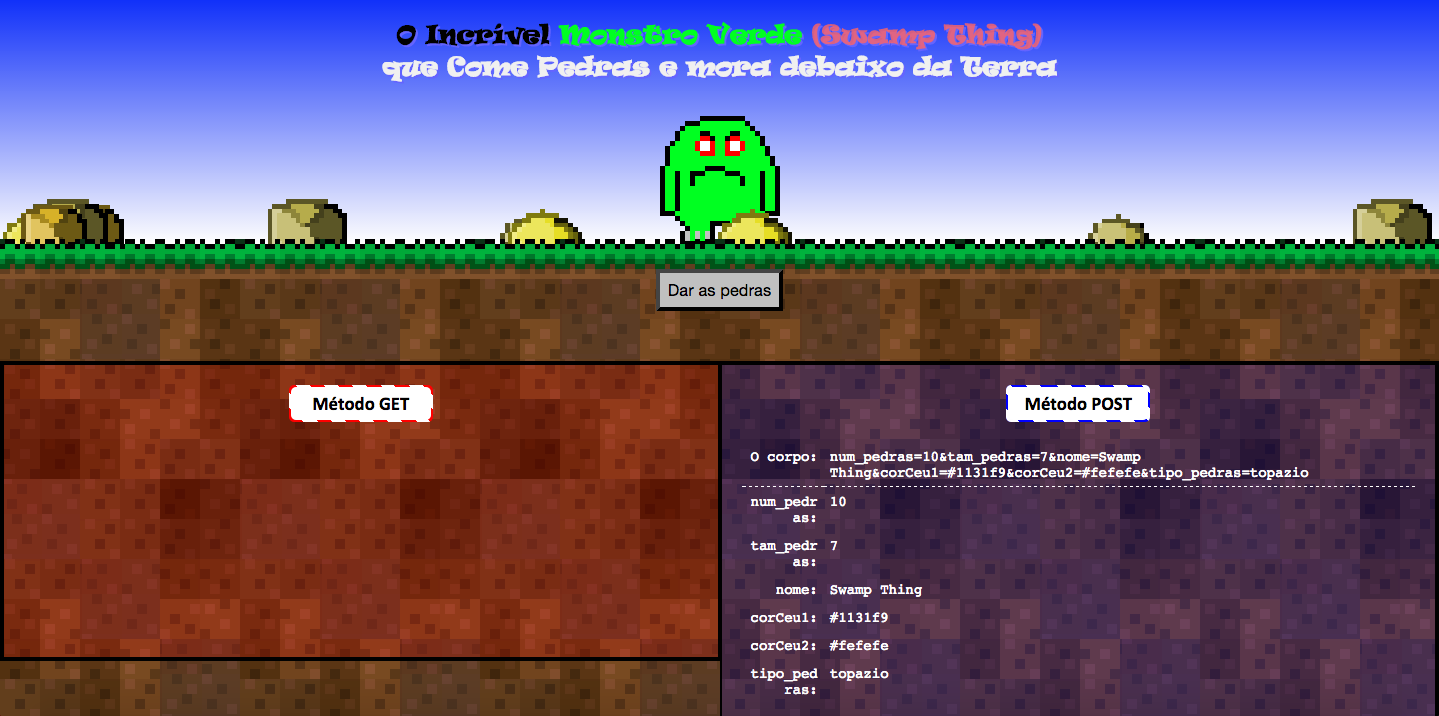 O Incrível Monstro Verde (Swamp Thing)
que Come Pedras e mora debaixo da Terra
Dar as pedras
Método GET
Método POST
O corpo: num_pedras=10&tam_pedras=7&nome=Swamp
Thing&corCeu1=#1131f9&corCeu2=#fefefe&tipo_pedras=topazio
num_pedr 10
as:
tam_pedr 7
as:
nome: Swamp Thing
corCeu1: #1131f9
corCeu2: #fefefe
tipo_ped topazio
ras: